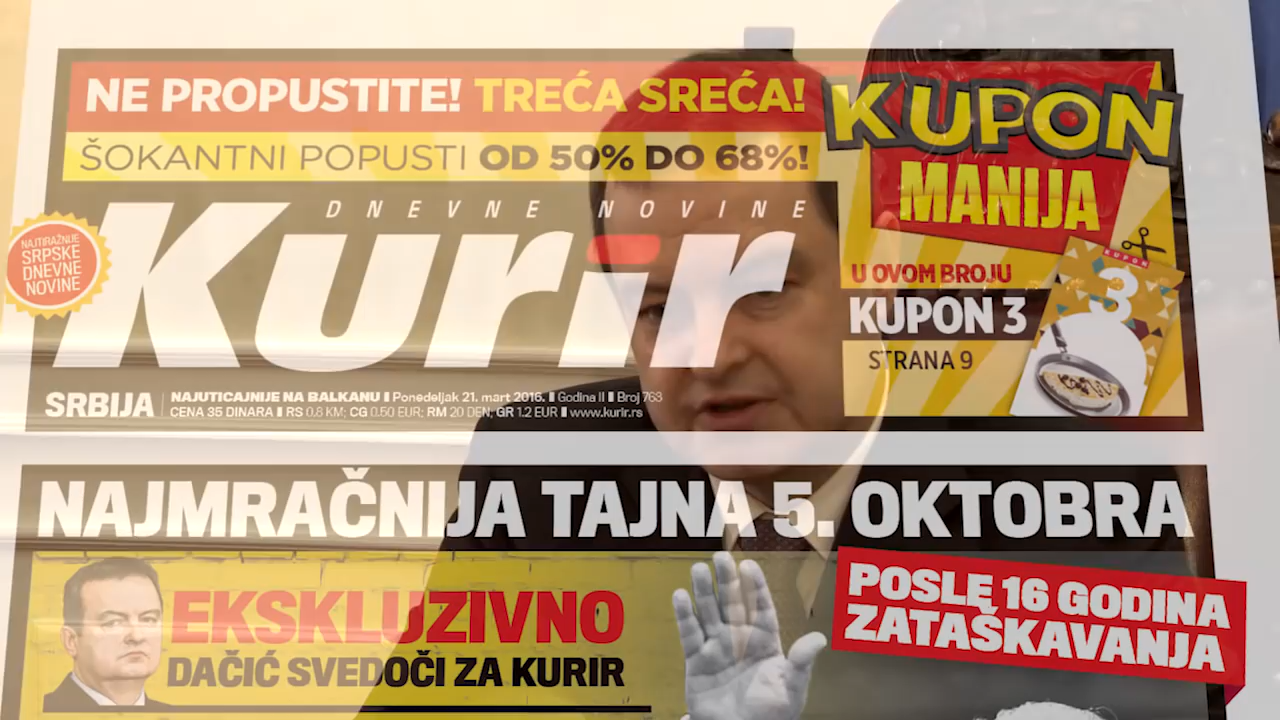 NE PROPUSTITE! TREĆA SREĆA!
ŠOKANTNI POPUSTI OD 50% DO 68%!
KUPON
MANIJA
DNEVNE NOVINE
Kurir
NAJTIRAŽNIJE
SRPSKE
DNEVNE
NOVINE
U OVOM BROJU
KUPON 3
STRANA 9
KUPON
3
SRBIJA
NAJUTICAJNIJE NA BALKANU Ponedeljak 21. mart 2016. Godina II Broj 763
CENA 35 DINARA RS 0.8 KM; CG 0.50 EUR; RM 20 DEN; GR 1.2 EUR www.kurir.rs
NAJMRAČNIJA TAJNA 5. OKTOBRA
EKSKLUZIVNO
DAČIĆ SVEDOČI ZA KURIR
POSLE 16 GODINA
ZATAŠKAVANJA